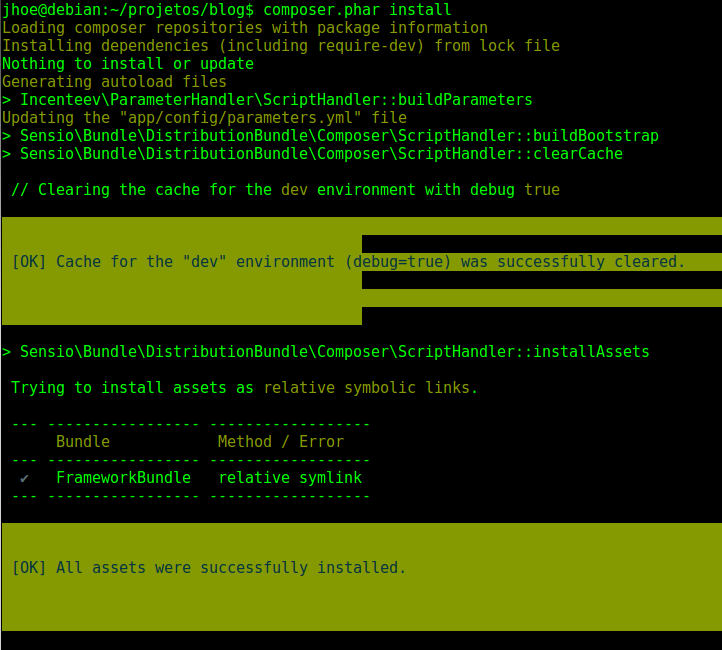 jhoe@debian:~/projetos/blog$ composer.phar install
Loading composer repositories with package information
Installing dependencies (including require-dev) from lock file
Nothing to install or update
Generating autoload files
> Incenteev\ParameterHandler\ScriptHandler::buildParameters
Updating the "app/config/parameters.yml" file
> Sensio\Bundle\DistributionBundle\Composer\ScriptHandler::buildBootstrap
> Sensio\Bundle\DistributionBundle\Composer\ScriptHandler::clearCache
// Clearing the cache for the dev environment with debug true
[OK] Cache for the "dev" environment (debug=true) was successfully cleared.
> Sensio\Bundle\DistributionBundle\Composer\ScriptHandler::installAssets
Trying to install assets as relative symbolic links.
--- ----------------- ------------------
Bundle Method / Error
--- ----------------- ------------------
✔ FrameworkBundle relative symlink
--- ----------------- ------------------
[OK] All assets were successfully installed.